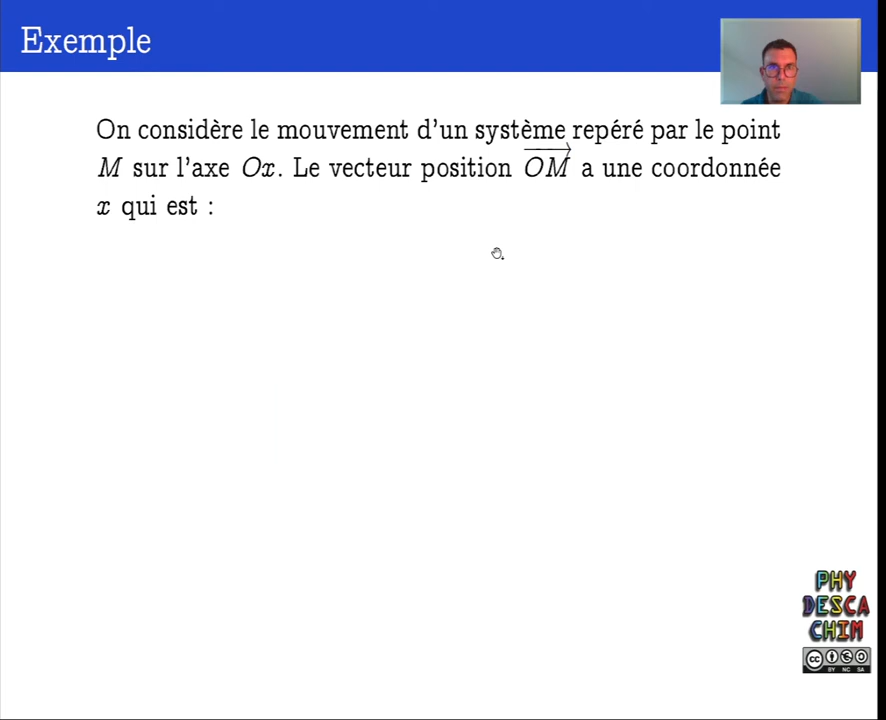 Exemple
On considère le mouvement d'un système repéré par le point
M sur l'axe Ox. Le vecteur position \overrightarrow{OM} a une coordonnée
x qui est :
PHY
DESCA
CHIM
CC
BY NC SA